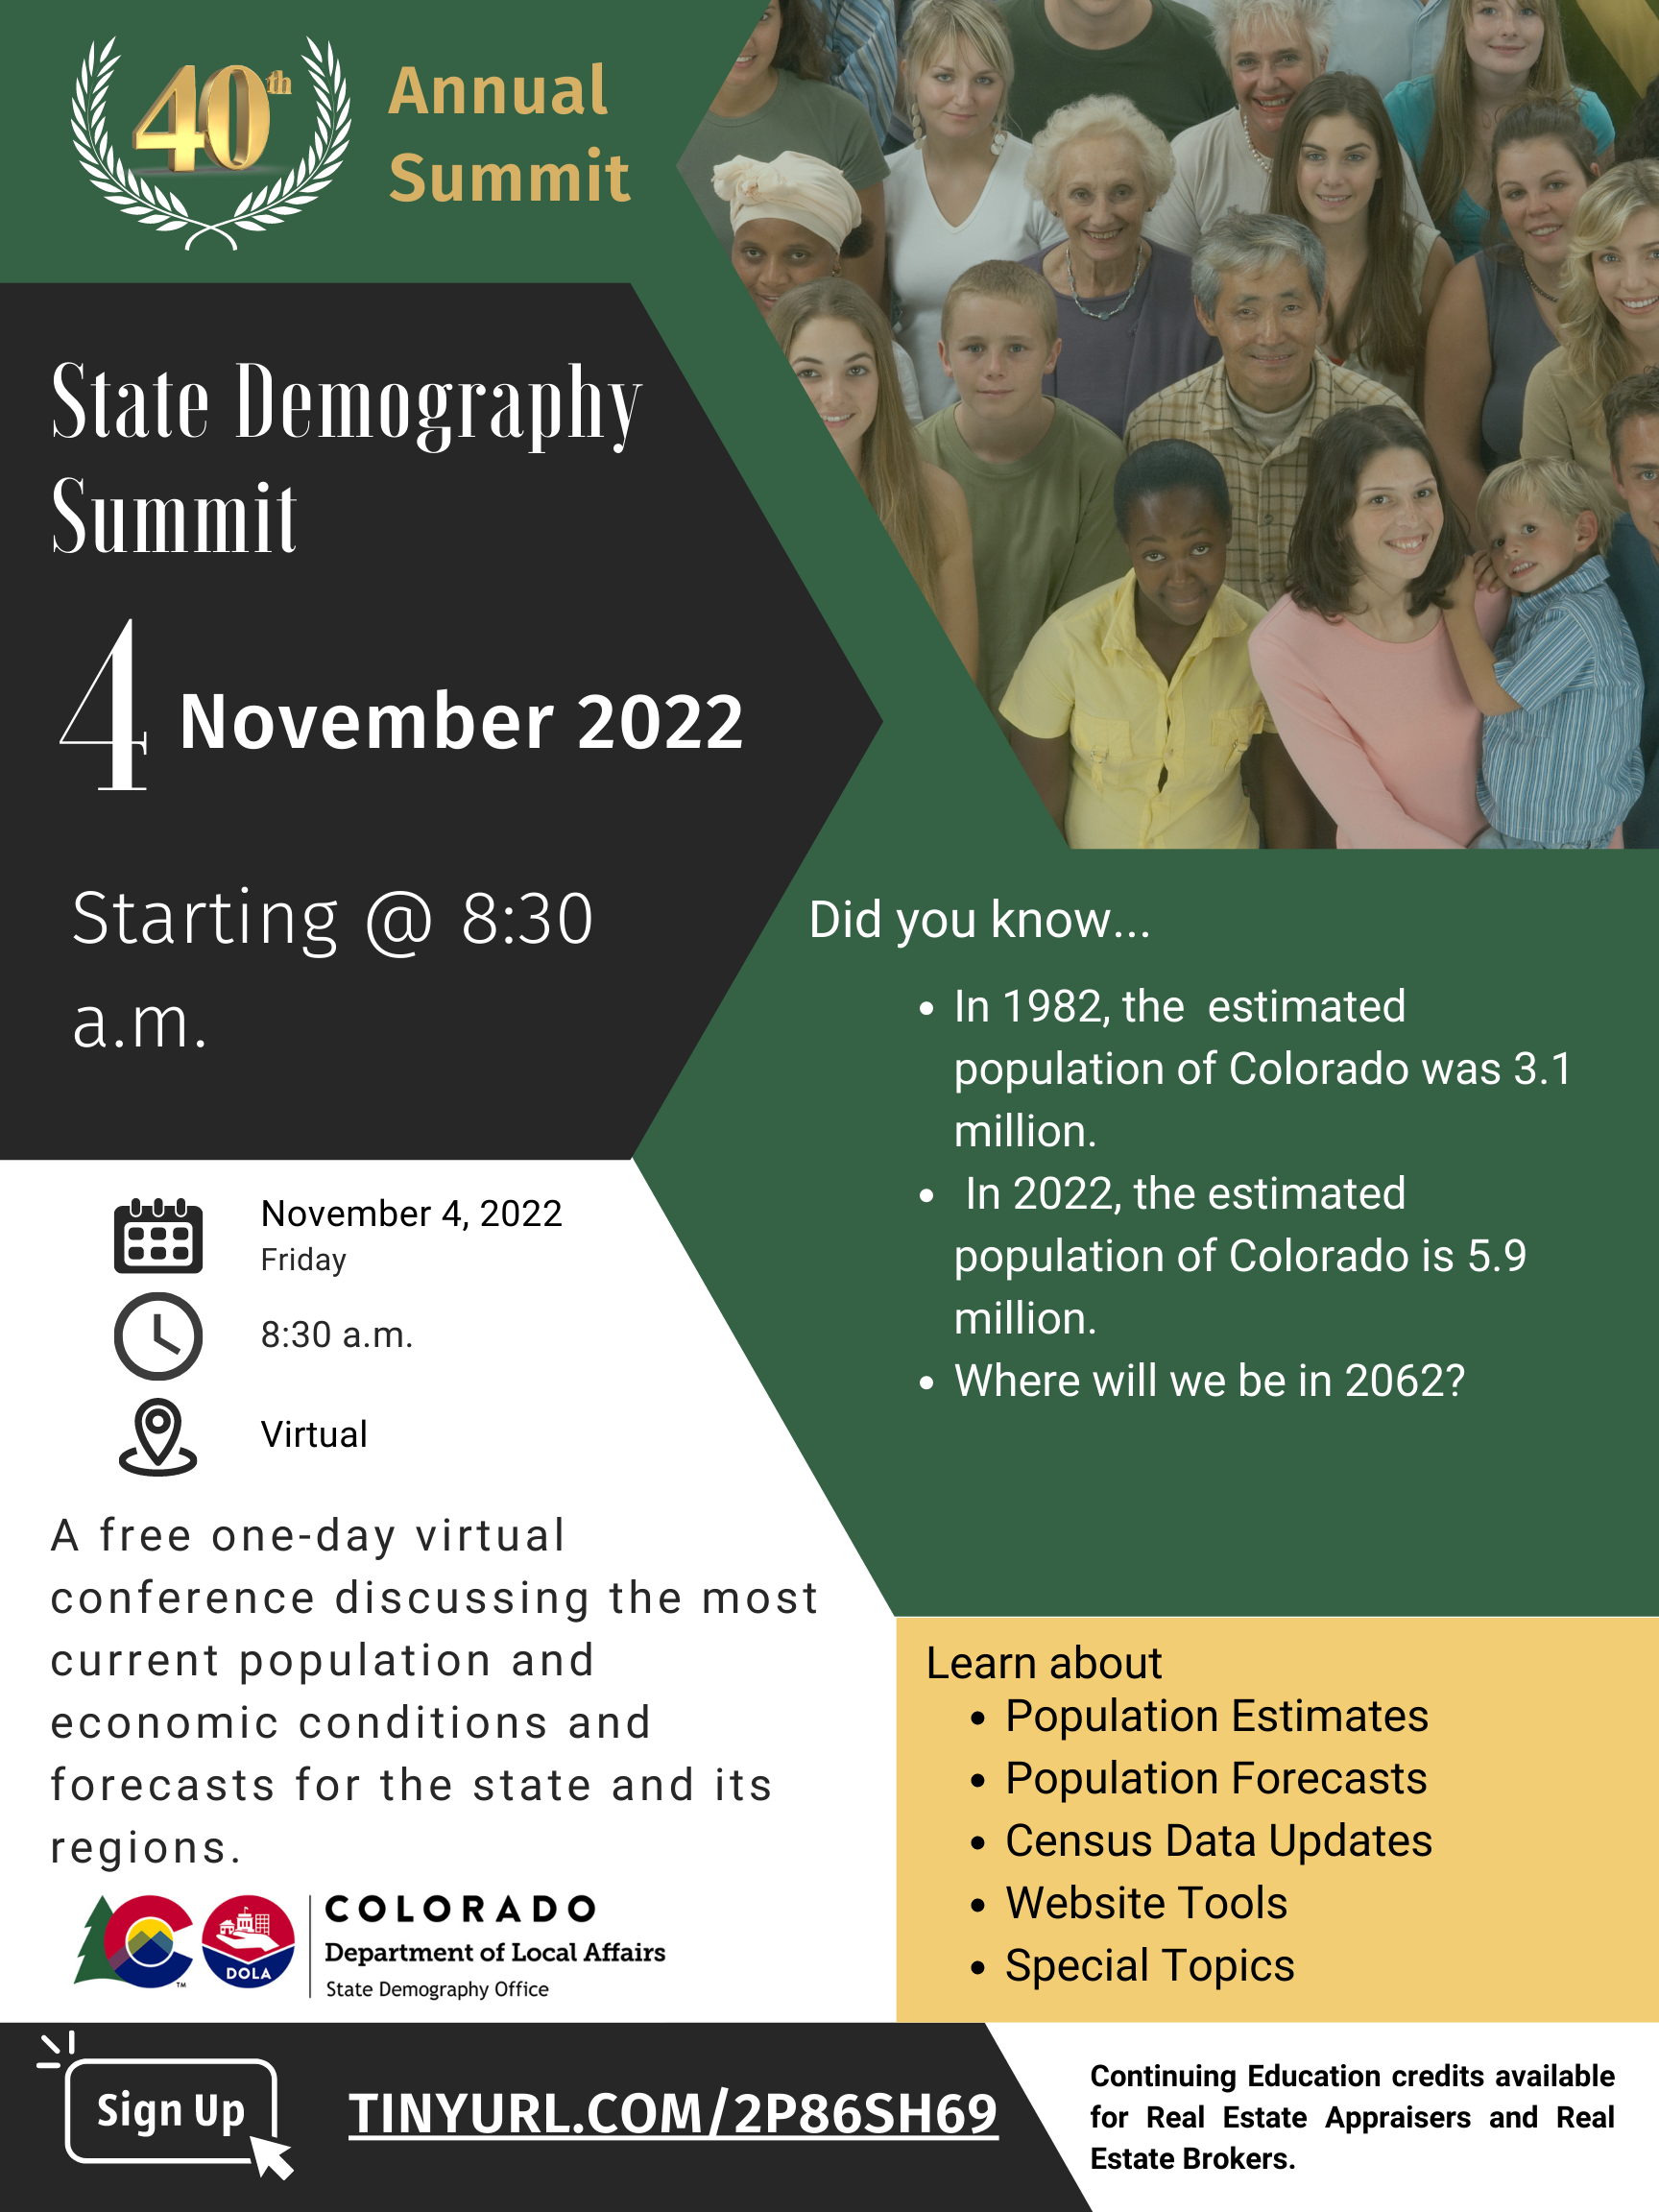 40th
Annual
Summit
State Demography
Summit
4 November 2022
Starting @ 8:30
a.m.
Did you know...
• In 1982, the  estimated
population of Colorado was 3.1
million.
•  In 2022, the estimated
population of Colorado is 5.9
million.
• Where will we be in 2062?
November 4, 2022
Friday
8:30 a.m.
Virtual
A free one-day virtual
conference discussing the most
current population and
economic conditions and
forecasts for the state and its
regions.
Learn about
• Population Estimates
• Population Forecasts
• Census Data Updates
• Website Tools
• Special Topics
TM
DOLA
COLORADO
Department of Local Affairs
State Demography Office
Sign Up
TINYURL.COM/2P86SH69
Continuing Education credits available
for Real Estate Appraisers and Real
Estate Brokers.